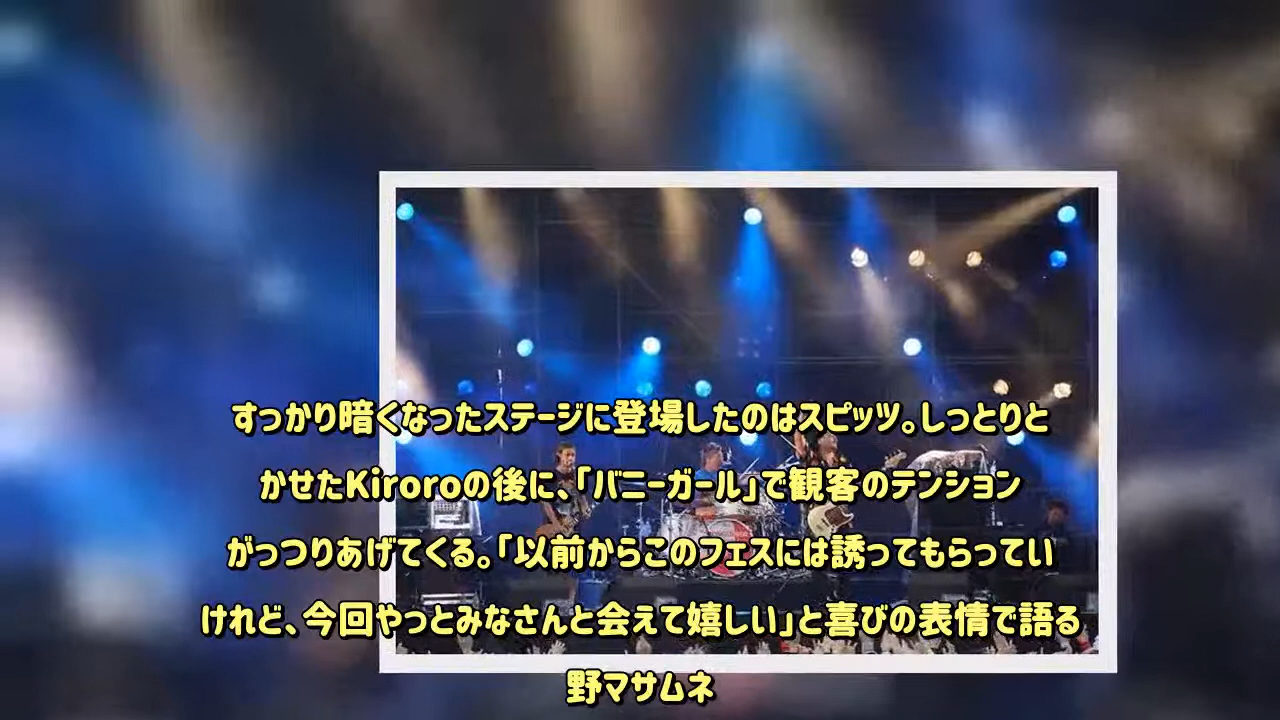 すっかり暗くなったステージに登場したのはスピッツ。しっとりと
かせたKiroroの後に、「バニーガール」で観客のテンション
がっつりあげてくる。「以前からこのフェスには誘ってもらってい
けれど、今回やっとみなさんと会えて嬉しい」と喜びの表情で語る
野マサムネ